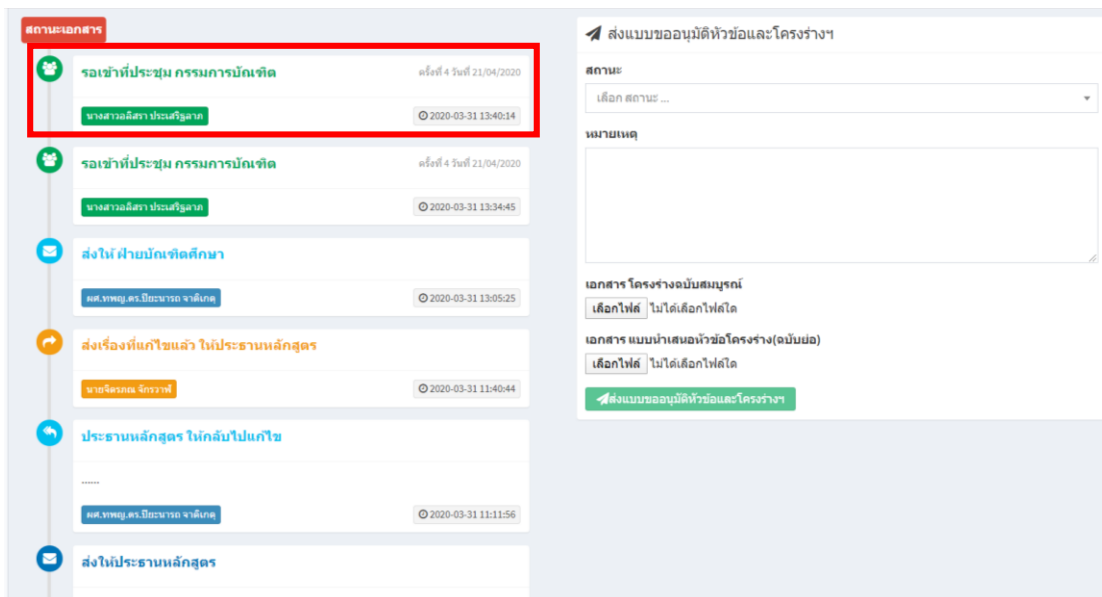 สถานะเอกสาร
รอเข้าที่ประชุม กรรมการบัณฑิต
ครั้งที่ 4 วันที่ 21/04/2020
นางสาวอลิสรา ประเสริฐลาภ
2020-03-31 13:40:14
รอเข้าที่ประชุม กรรมการบัณฑิต
ครั้งที่ 4 วันที่ 21/04/2020
นางสาวอลิสรา ประเสริฐลาภ
2020-03-31 13:34:45
ส่งให้ ฝ่ายบัณฑิตศึกษา
ผศ.ทพญ.ดร.ปิยะนารถ จาติเกตุ
2020-03-31 13:05:25
ส่งเรื่องที่แก้ไขแล้ว ให้ประธานหลักสูตร
2020-03-31 11:40:44
ประธานหลักสูตร ให้กลับไปแก้ไข
......
ผศ.ทพญ.ดร.ปิยะนารถ จาติเกตุ
2020-03-31 11:11:56
ส่งให้ประธานหลักสูตร
ส่งแบบขออนุมัติหัวข้อและโครงร่างฯ
สถานะ
เลือก สถานะ ...
หมายเหตุ
เอกสาร โครงร่างฉบับสมบูรณ์
เลือกไฟล์ ไม่ได้เลือกไฟล์ใด
เอกสาร แบบนำเสนอหัวข้อโครงร่าง(ฉบับย่อ)
เลือกไฟล์ ไม่ได้เลือกไฟล์ใด
ส่งแบบขออนุมัติหัวข้อและโครงร่างฯ